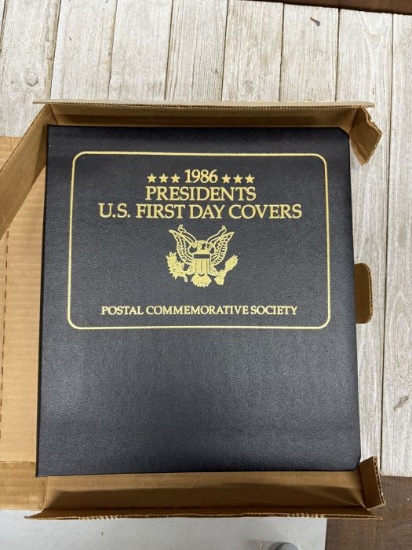 ★★★ 1986 ★★★
PRESIDENTS
U.S. FIRST DAY COVERS
POSTAL COMMEMORATIVE SOCIETY